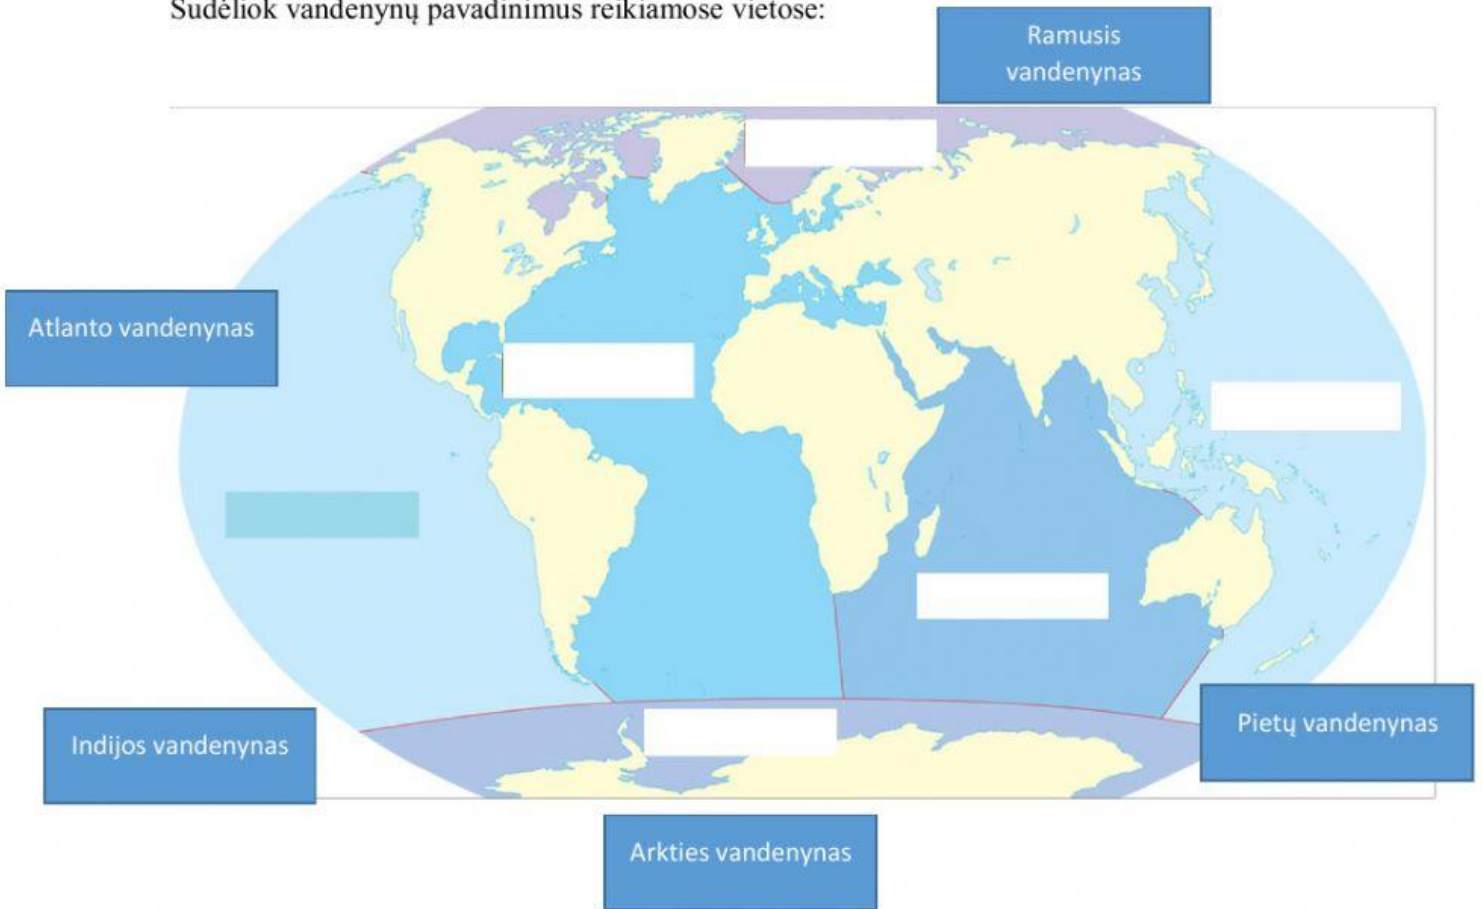 Sudėliok vandenynų pavadinimus reikiamose vietose:
Ramusis
vandenynas
Atlanto vandenynas
Indijos vandenynas
Pietų vandenynas
Arkties vandenynas